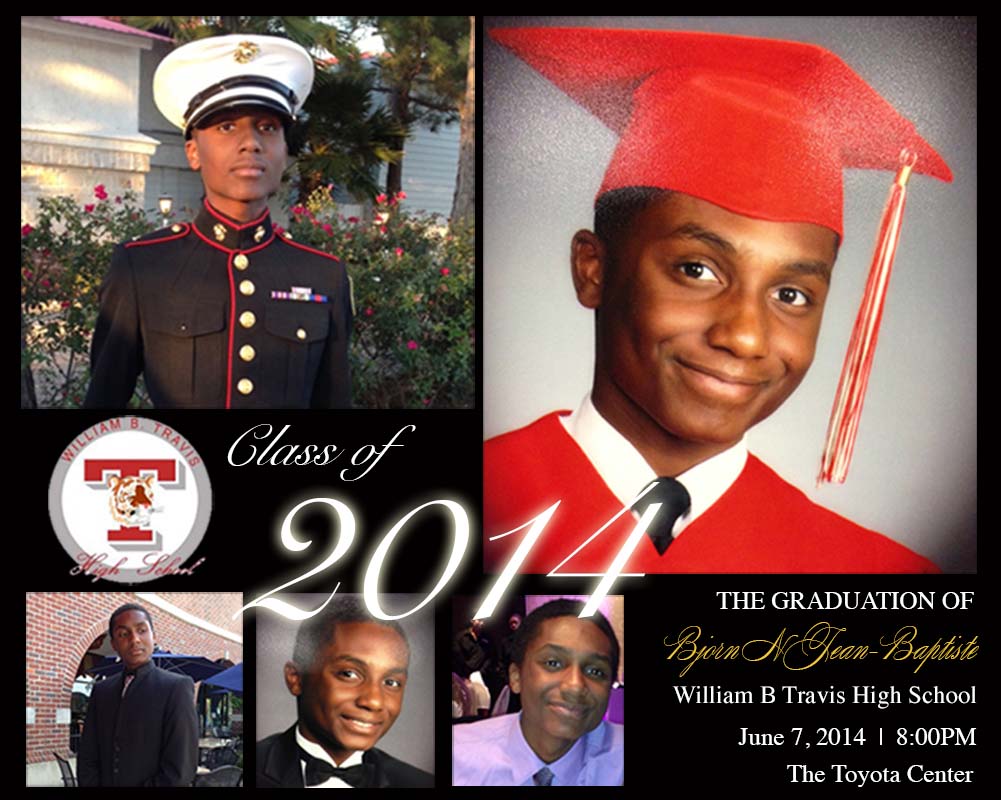 WILLIAM B. TRAVIS
T
High School
Class of
2014
THE GRADUATION OF
Bjorn N Jean-Baptiste
William B Travis High School
June 7, 2014 | 8:00PM
The Toyota Center